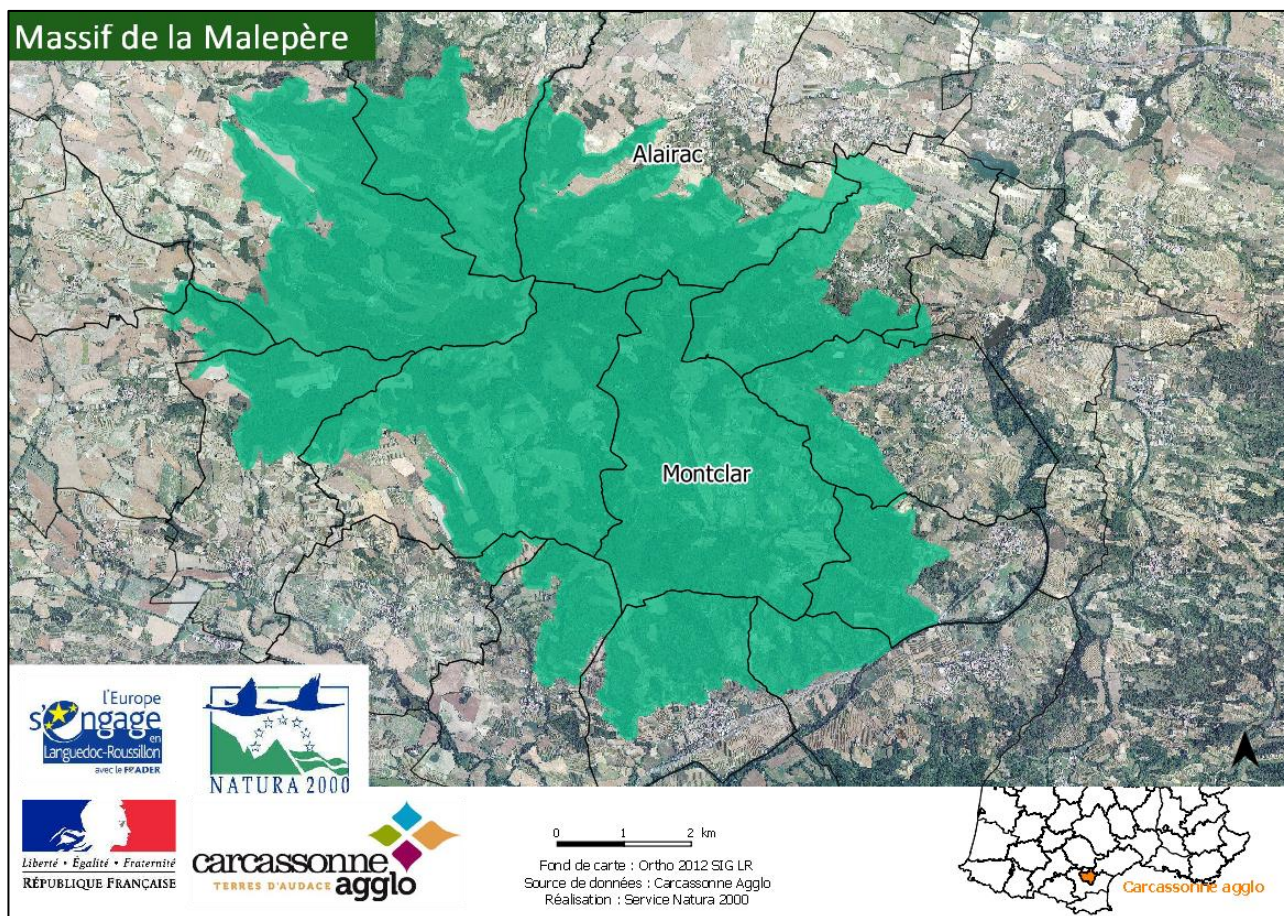 Massif de la Malepère
Alairac
Montclar
l'Europe
s'engage
en
Languedoc-Roussillon
avec le FEADER
NATURA 2000
Liberté • Égalité • Fraternité
RÉPUBLIQUE FRANÇAISE
carcassonne
TERRES D'AUDACE agglo
0 1 2 km
Fond de carte : Ortho 2012 SIG LR
Source de données : Carcassonne Agglo
Réalisation : Service Natura 2000
Carcassonne agglo